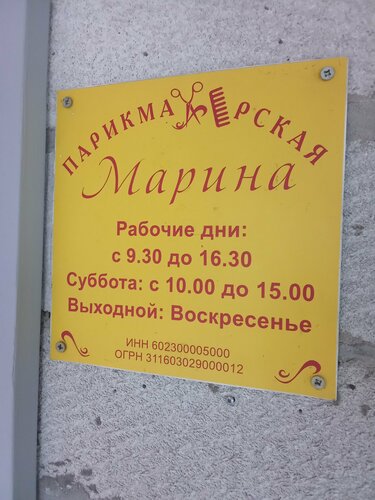 ПАРИКМАХЕРСКАЯ
Марина
Рабочие дни:
с 9.30 до 16.30
Суббота: с 10.00 до 15.00
Выходной: Воскресенье
ИНН 602300005000
ОГРН 311603029000012